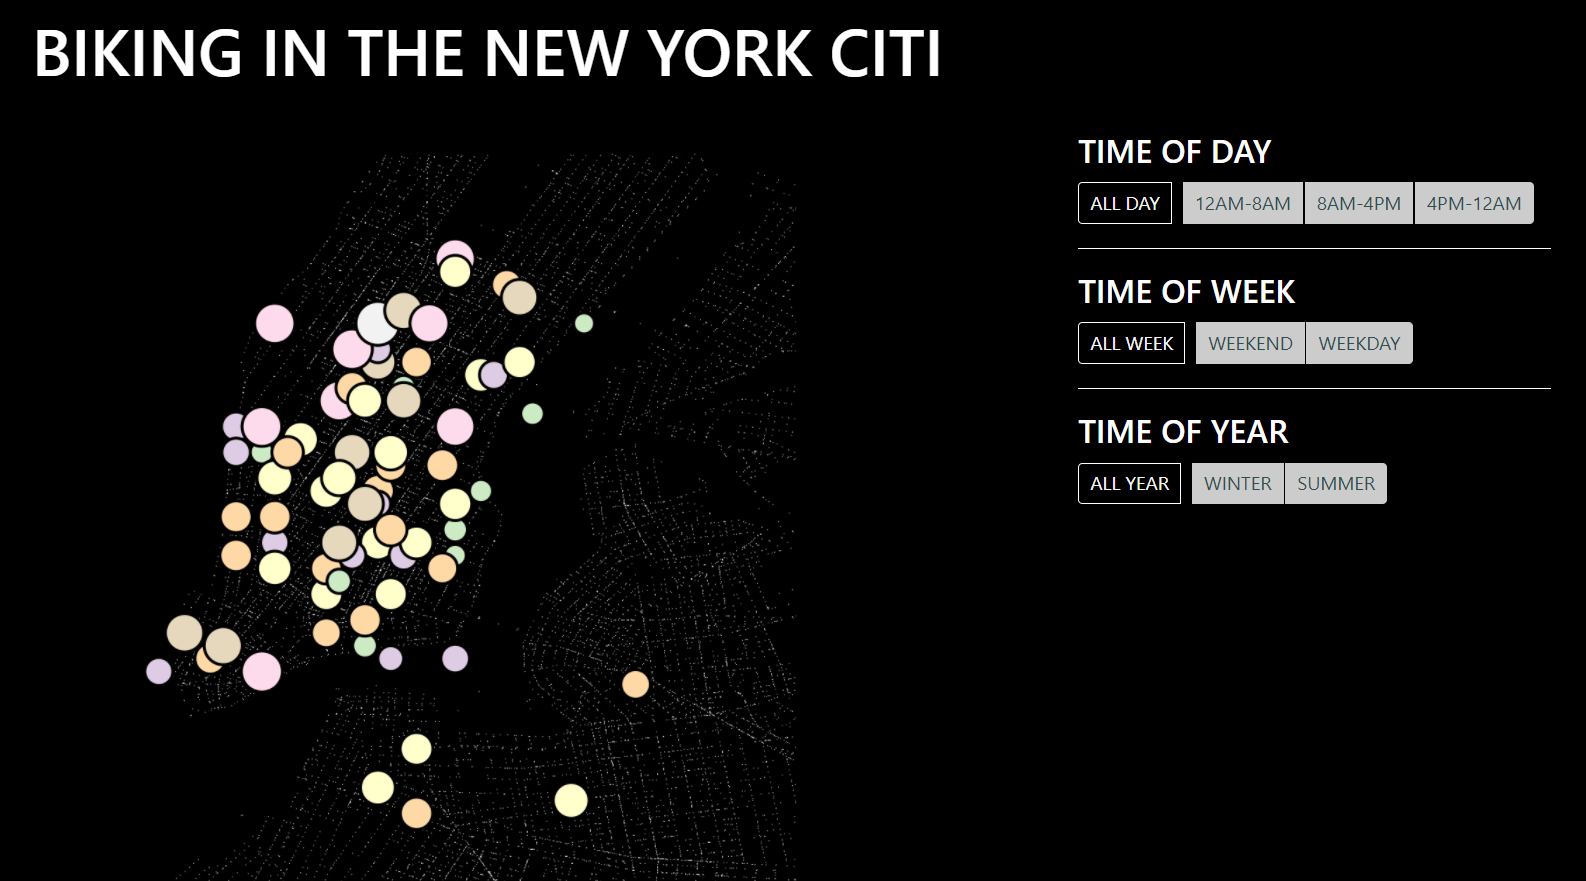 BIKING IN THE NEW YORK CITI
TIME OF DAY
ALL DAY 12AM-8AM 8AM-4PM 4PM-12AM
TIME OF WEEK
ALL WEEK WEEKEND WEEKDAY
TIME OF YEAR
ALL YEAR WINTER SUMMER